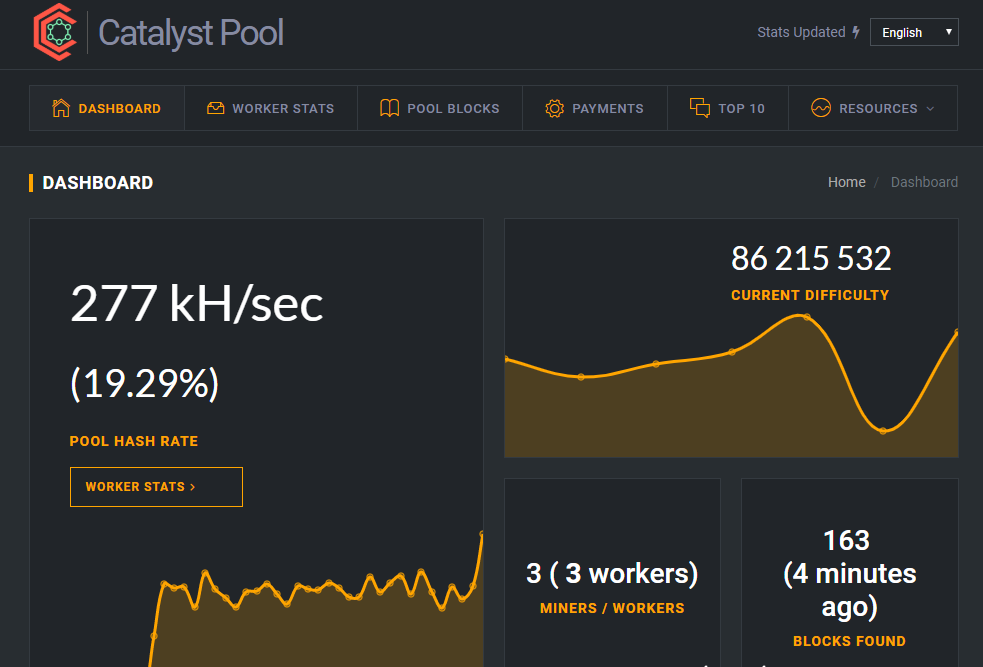 Catalyst Pool
Stats Updated English
DASHBOARD WORKER STATS POOL BLOCKS PAYMENTS TOP 10 RESOURCES
DASHBOARD
Home / Dashboard
277 kH/sec
(19.29%)
POOL HASH RATE
WORKER STATS ›
86 215 532
CURRENT DIFFICULTY
3 ( 3 workers)
MINERS / WORKERS
163
(4 minutes
ago)
BLOCKS FOUND